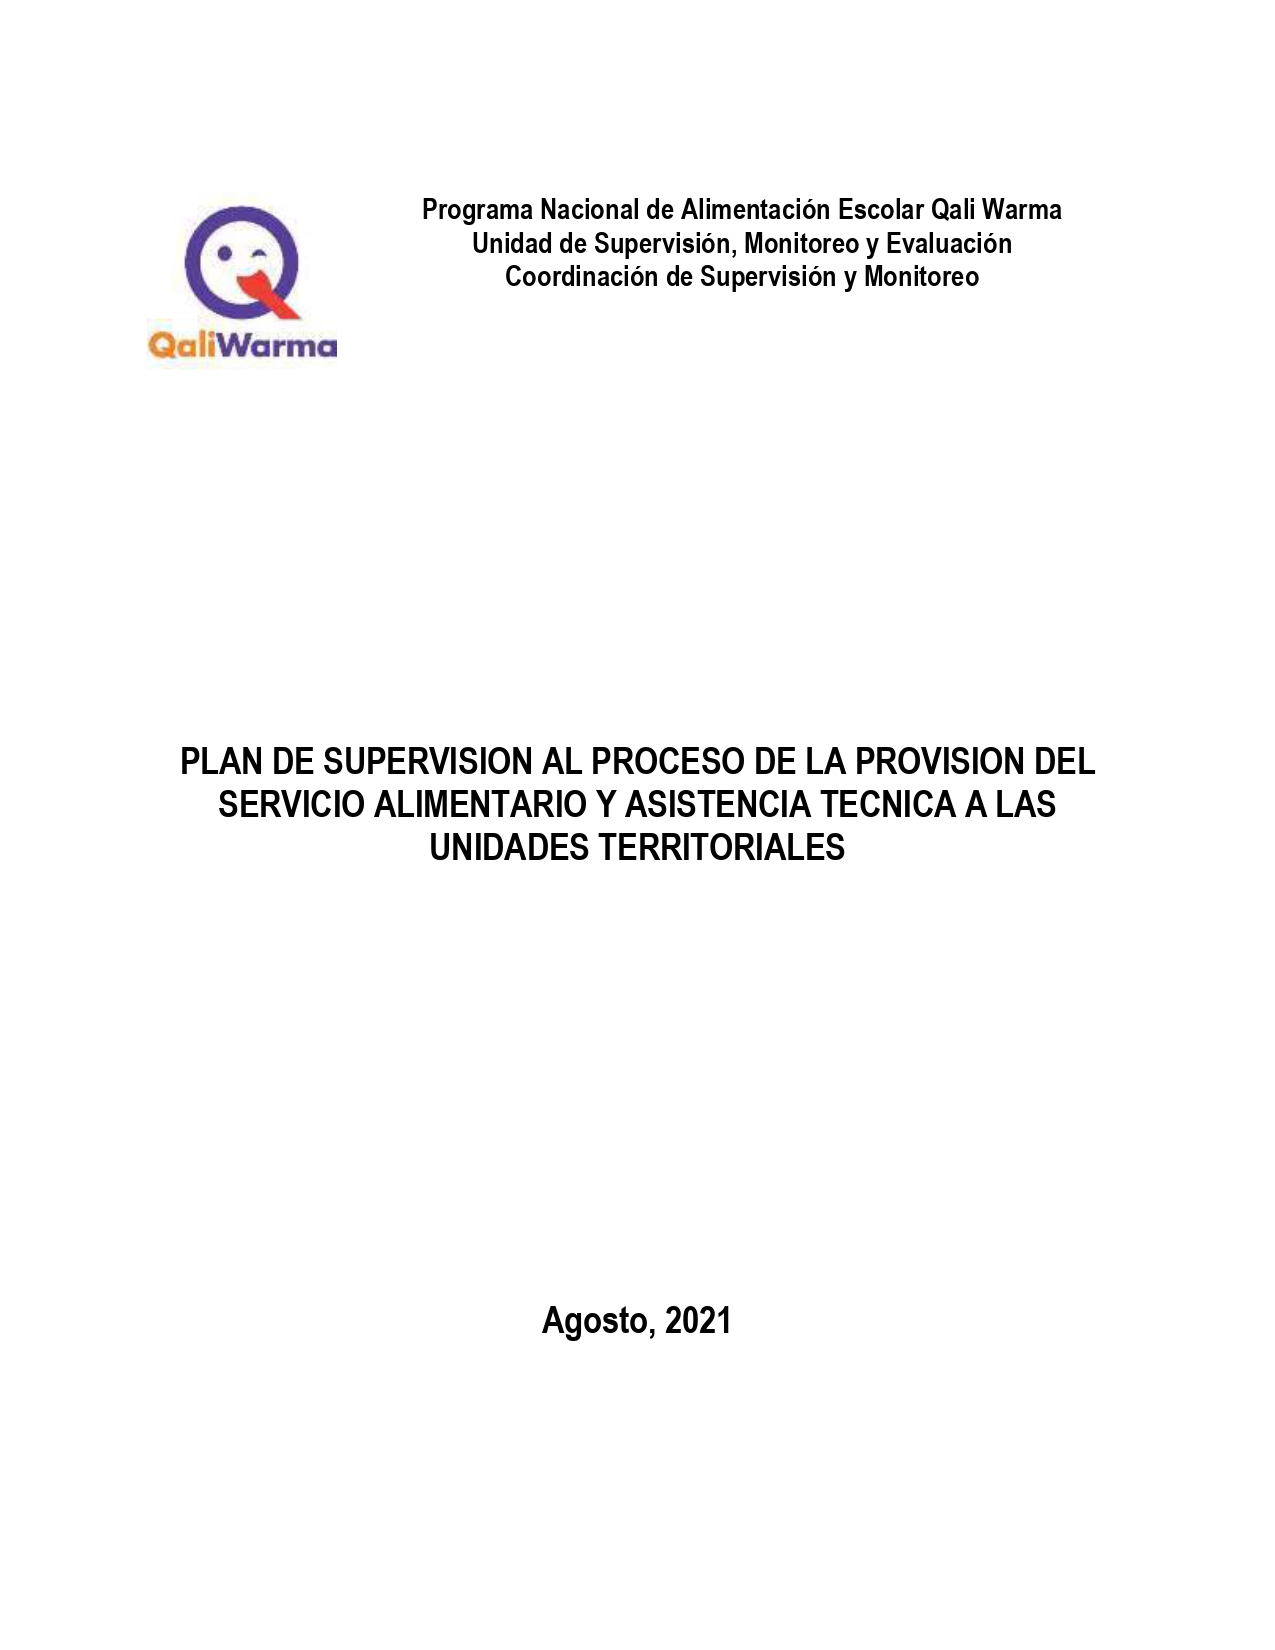 Programa Nacional de Alimentación Escolar Qali Warma
Unidad de Supervisión, Monitoreo y Evaluación
Coordinación de Supervisión y Monitoreo
QaliWarma
PLAN DE SUPERVISION AL PROCESO DE LA PROVISION DEL
SERVICIO ALIMENTARIO Y ASISTENCIA TECNICA A LAS
UNIDADES TERRITORIALES
Agosto, 2021